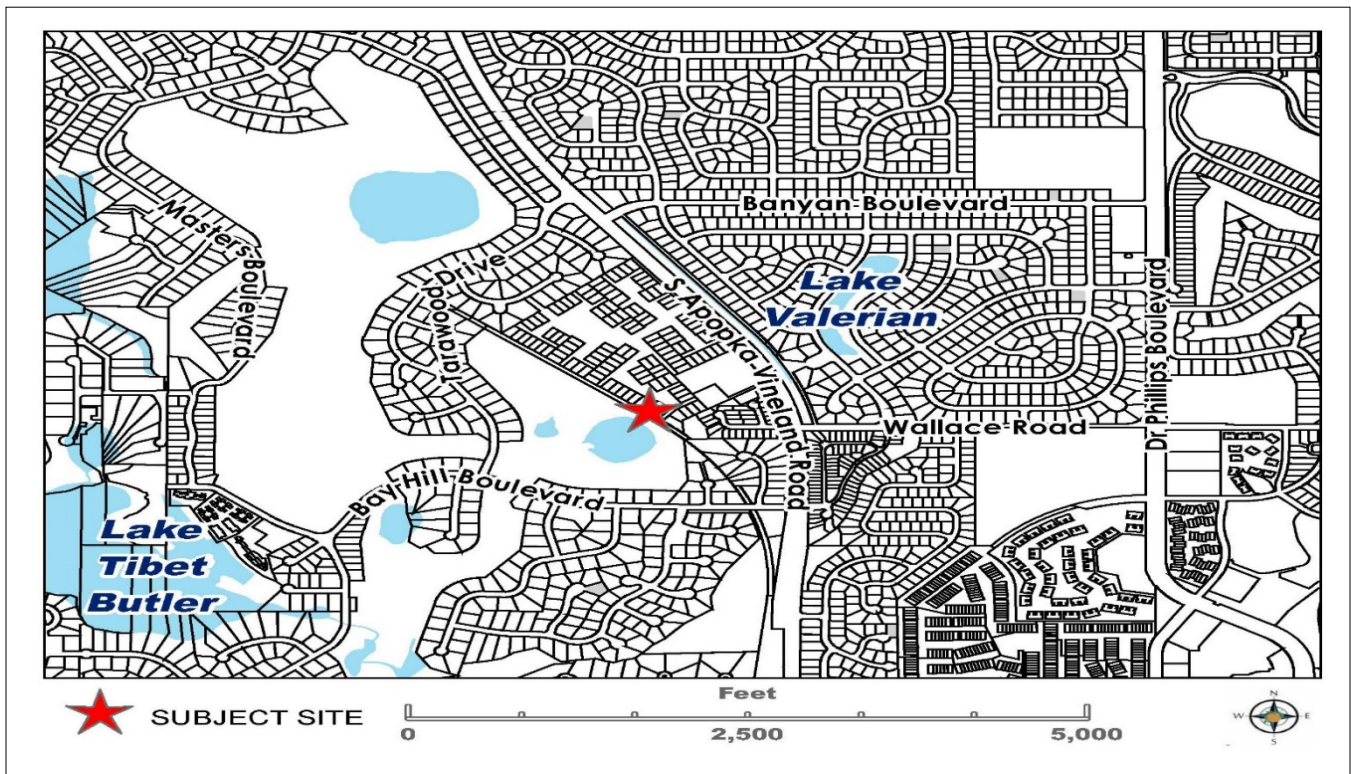 Banyan Boulevard
Masters Boulevard
Tarawood Drive
S Apopka-Vineland Road
Lake
Valerian
Dr Phillips Boulevard
Wallace Road
Bay Hill Boulevard
Lake
Tibet
Butler
SUBJECT SITE
Feet
0
2,500
5,000
N
W
E
S